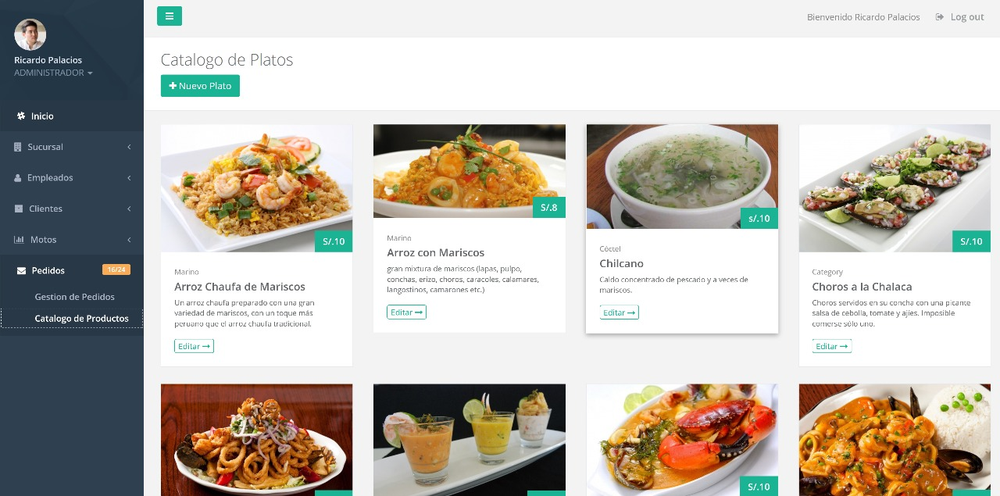 Bienvenido Ricardo Palacios
Log out
Ricardo Palacios
ADMINISTRADOR
Inicio
Sucursal
Empleados
Clientes
Motos
Pedidos
16/24
Gestion de Pedidos
Catalogo de Productos
Catalogo de Platos
Nuevo Plato
S/.10
Marino
Arroz Chaufa de Mariscos
Un arroz chaufa preparado con una gran
variedad de mariscos, con un toque más
peruano que el arroz chaufa tradicional.
Editar
S/.8
Marino
Arroz con Mariscos
gran mixtura de mariscos (lapas, pulpo,
conchas, erizo, choros, caracoles, calamares,
langostinos, camarones etc.)
Editar
s/.10
Cóctel
Chilcano
Caldo concentrado de pescado y a veces de
mariscos.
Editar
S/.10
Category
Choros a la Chalaca
Choros servidos en su concha con una picante
salsa de cebolla, tomate y ajíes. Imposible
comerse sólo uno.
Editar
S/.10